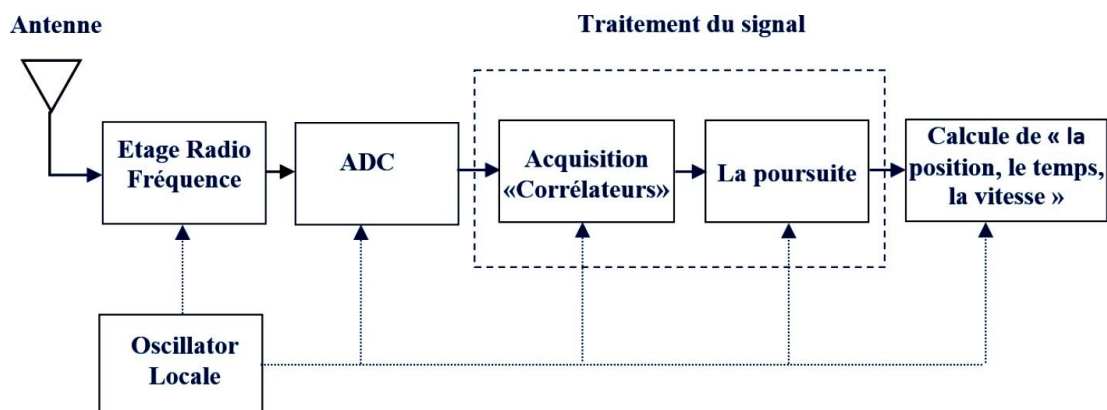 Antenne
Traitement du signal
Etage Radio
Fréquence
ADC
Acquisition
«Corrélateurs»
La poursuite
Calcule de « la
position, le temps,
la vitesse »
Oscillator
Locale